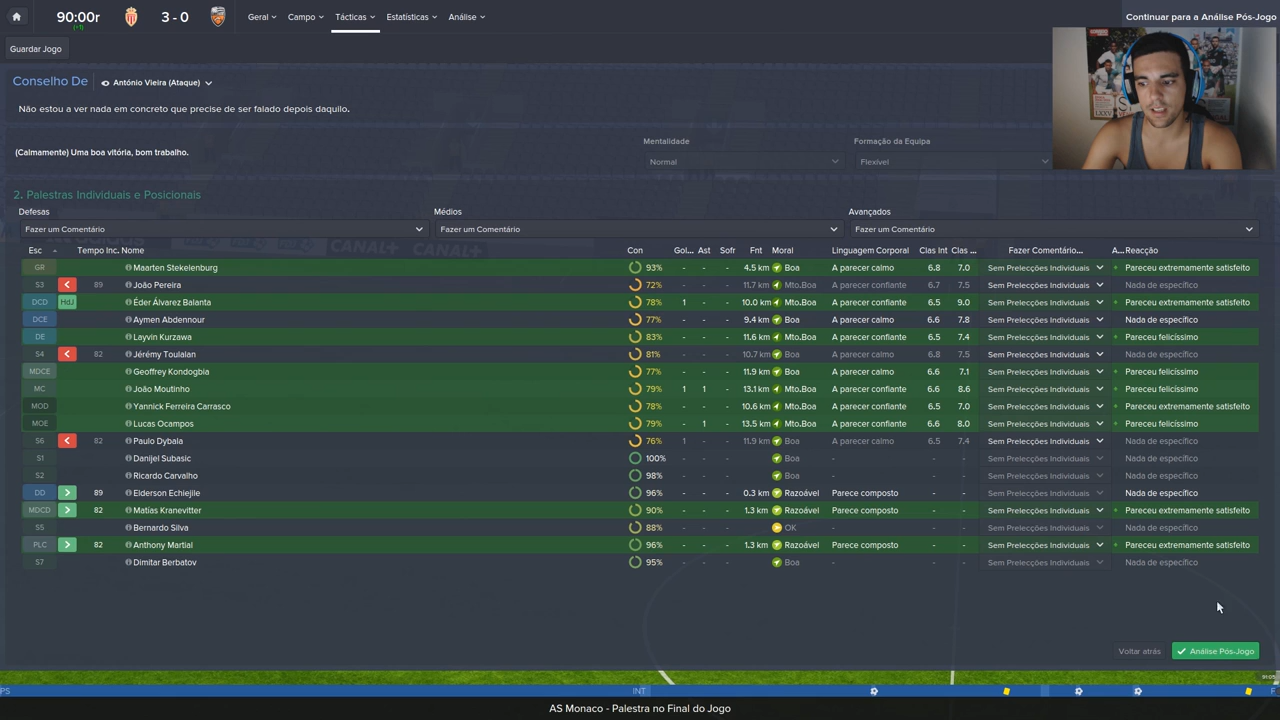 90:00r
(+1)
3 - 0
Geral
Campo
Tácticas
Estatísticas
Análise
Continuar para a Análise Pós-Jogo
Guardar Jogo
Conselho De
António Vieira (Ataque)
Não estou a ver nada em concreto que precise de ser falado depois daquilo.
(Calmamente) Uma boa vitória, bom trabalho.
Mentalidade
Formação da Equipa
Normal
Flexível
2. Palestras Individuais e Posicionais
Defesas
Médios
Avançados
Fazer um Comentário
Fazer um Comentário
Fazer um Comentário
CANAL+ CANAL+
Esc Tempo Inc. Nome Con Gol... Ast Sofr Fnt Moral Linguagem Corporal Clas Int Clas ... Fazer Comentário... A... Reacção
GR Maarten Stekelenburg 93% - - - 4.5 km Boa A parecer calmo 6.8 7.0 Sem Prelecções Individuais Pareceu extremamente satisfeito
S3 89 João Pereira 72% - - - 11.7 km Mto.Boa A parecer confiante 6.7 7.5 Sem Prelecções Individuais Nada de específico
DCD HdJ Éder Álvarez Balanta 78% 1 - - 10.0 km Mto.Boa A parecer confiante 6.5 9.0 Sem Prelecções Individuais Pareceu extremamente satisfeito
DCE Aymen Abdennour 77% - - - 9.4 km Boa A parecer calmo 6.6 7.8 Sem Prelecções Individuais Nada de específico
DE Layvin Kurzawa 83% - - - 11.6 km Mto.Boa A parecer calmo 6.5 7.4 Sem Prelecções Individuais Pareceu felicíssimo
S4 82 Jérémy Toulalan 81% - - - 10.7 km Boa A parecer confiante 6.8 7.5 Sem Prelecções Individuais Nada de específico
MDCE Geoffrey Kondogbia 77% - - - 11.9 km Boa A parecer calmo 6.6 7.1 Sem Prelecções Individuais Pareceu felicíssimo
MC João Moutinho 79% 1 1 - 13.1 km Mto.Boa A parecer confiante 6.6 8.6 Sem Prelecções Individuais Pareceu felicíssimo
MOD Yannick Ferreira Carrasco 78% - - - 10.6 km Mto.Boa A parecer confiante 6.5 7.0 Sem Prelecções Individuais Pareceu extremamente satisfeito
MOE Lucas Ocampos 79% - 1 - 13.5 km Mto.Boa A parecer confiante 6.6 8.0 Sem Prelecções Individuais Pareceu felicíssimo
S6 82 Paulo Dybala 76% 1 - - 11.9 km Boa A parecer calmo 6.5 7.4 Sem Prelecções Individuais Nada de específico
S1 Danijel Subasic 100% - - - Boa - - - Sem Prelecções Individuais Nada de específico
S2 Ricardo Carvalho 98% - - - Boa - - - Sem Prelecções Individuais Nada de específico
DD 89 Elderson Echiejile 96% - - - 0.3 km Razoável Parece composto - - Sem Prelecções Individuais Nada de específico
MDCD 82 Matías Kranevitter 90% - - - 1.3 km Razoável Parece composto - - Sem Prelecções Individuais Pareceu extremamente satisfeito
S5 Bernardo Silva 88% - - - OK - - - Sem Prelecções Individuais Nada de específico
PLC 82 Anthony Martial 96% - - - 1.3 km Razoável Parece composto - - Sem Prelecções Individuais Pareceu extremamente satisfeito
S7 Dimitar Berbatov 95% - - - Boa - - - Sem Prelecções Individuais Nada de específico
Voltar atrás
Análise Pós-Jogo
PS
INT
AS Monaco - Palestra no Final do Jogo